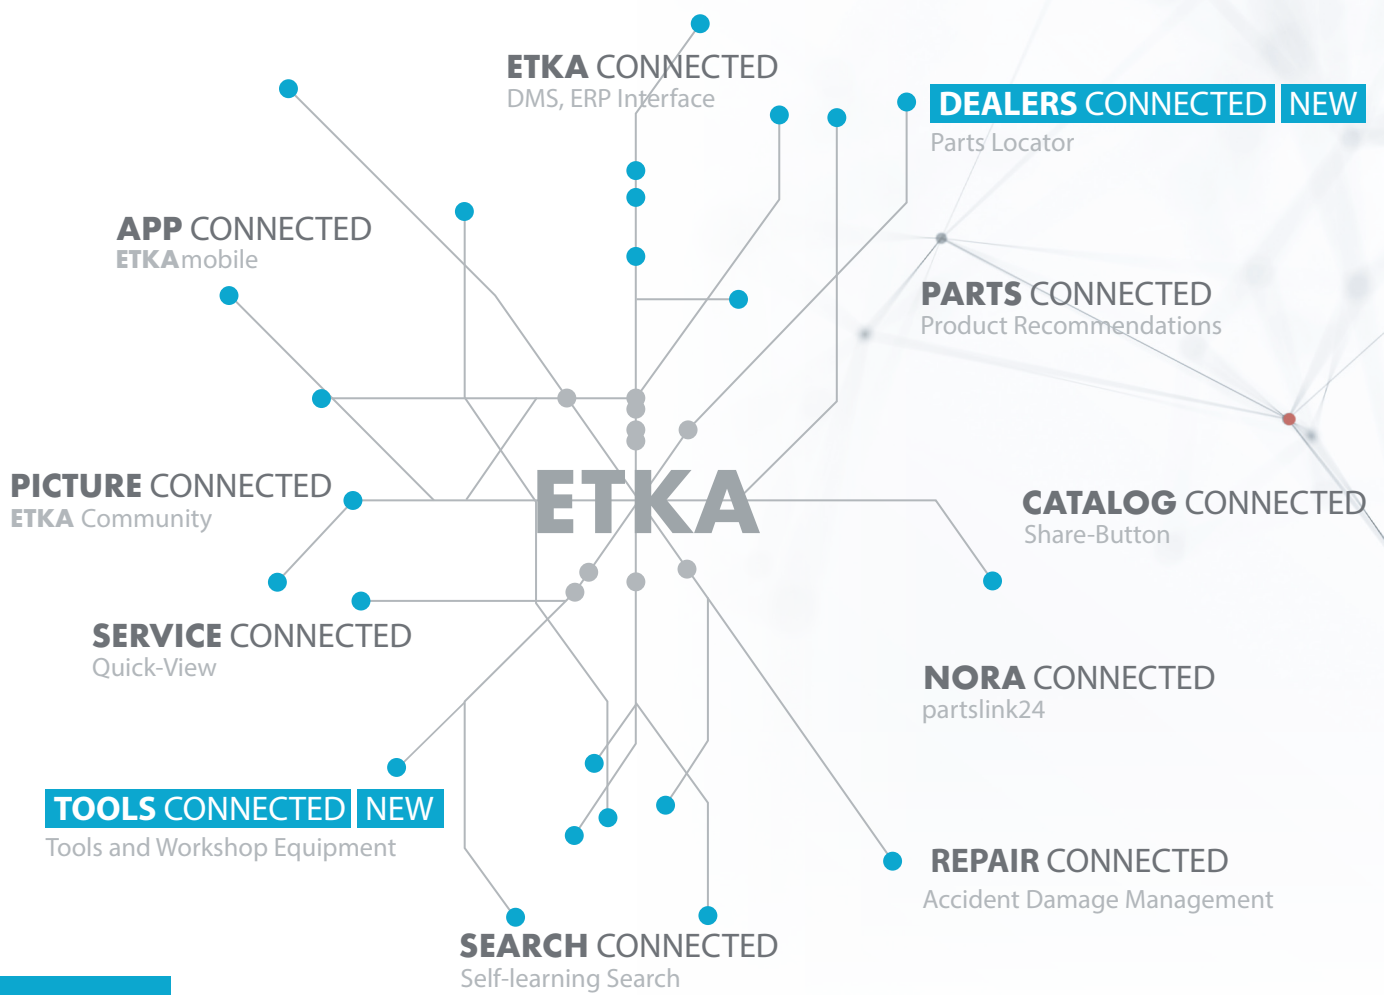 ETKA CONNECTED
DMS, ERP Interface
DEALERS CONNECTED NEW
Parts Locator
APP CONNECTED
ETKAmobile
PARTS CONNECTED
Product Recommendations
PICTURE CONNECTED
ETKA Community
ETKA
CATALOG CONNECTED
Share-Button
SERVICE CONNECTED
Quick-View
NORA CONNECTED
partslink24
TOOLS CONNECTED NEW
Tools and Workshop Equipment
REPAIR CONNECTED
Accident Damage Management
SEARCH CONNECTED
Self-learning Search